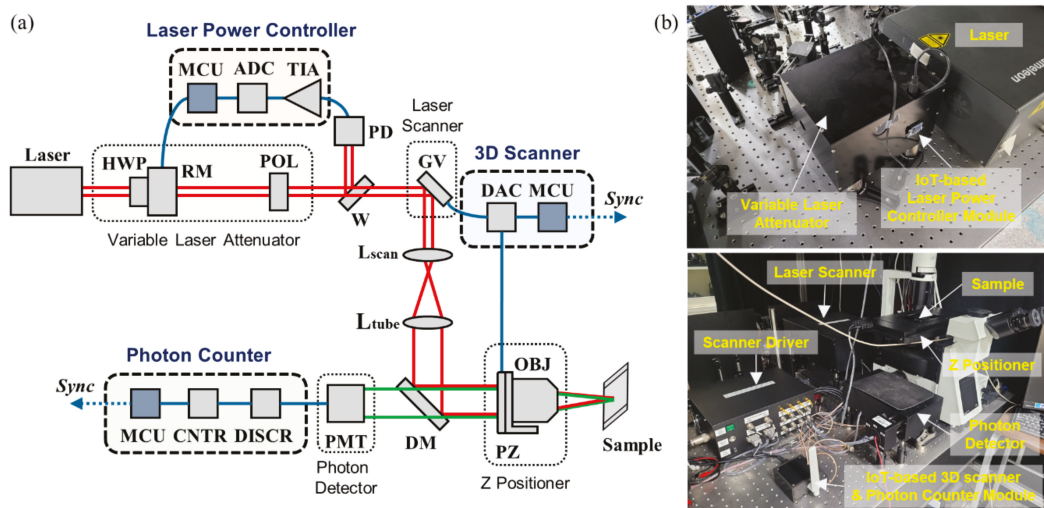 (a)
Laser Power Controller
MCU ADC TIA
PD
Laser
Scanner
Laser
HWP
RM
POL
GV
3D Scanner
DAC MCU
W
Sync
Variable Laser Attenuator
Lscan
Ltube
Photon Counter
Sync
OBJ
MCU CNTR DISCR
PMT
DM
PZ
Sample
Photon
Detector
Z Positioner
(b)
Laser
meleon
IoT-based
Laser Power
Controller Module
Variable Laser
Attenuator
Laser Scanner
Sample
Scanner Driver
Z Positioner
Photon
Detector
IoT-based 3D scanner
& Photon Counter Module